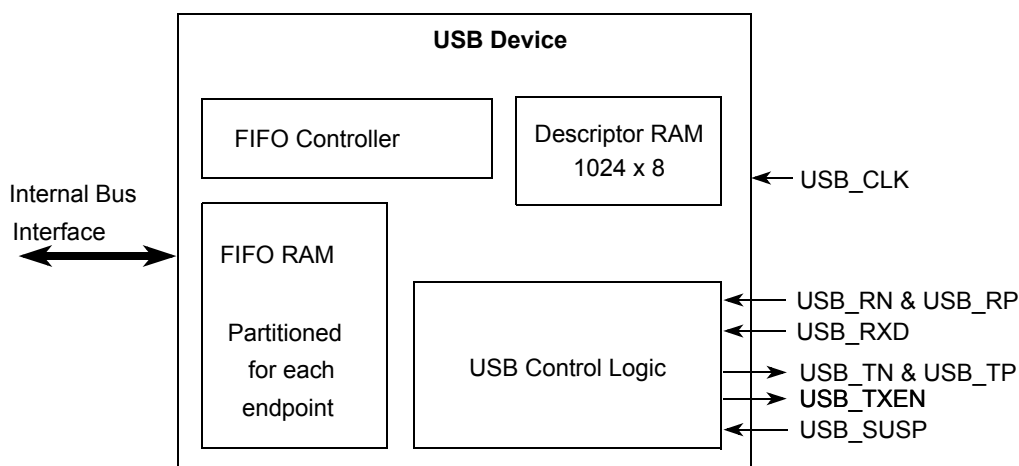 USB Device
FIFO Controller
Descriptor RAM
1024 x 8
USB_CLK
Internal Bus
Interface
FIFO RAM
Partitioned
for each
endpoint
USB Control Logic
USB_RN & USB_RP
USB_RXD
USB_TN & USB_TP
USB_TXEN
USB_SUSP